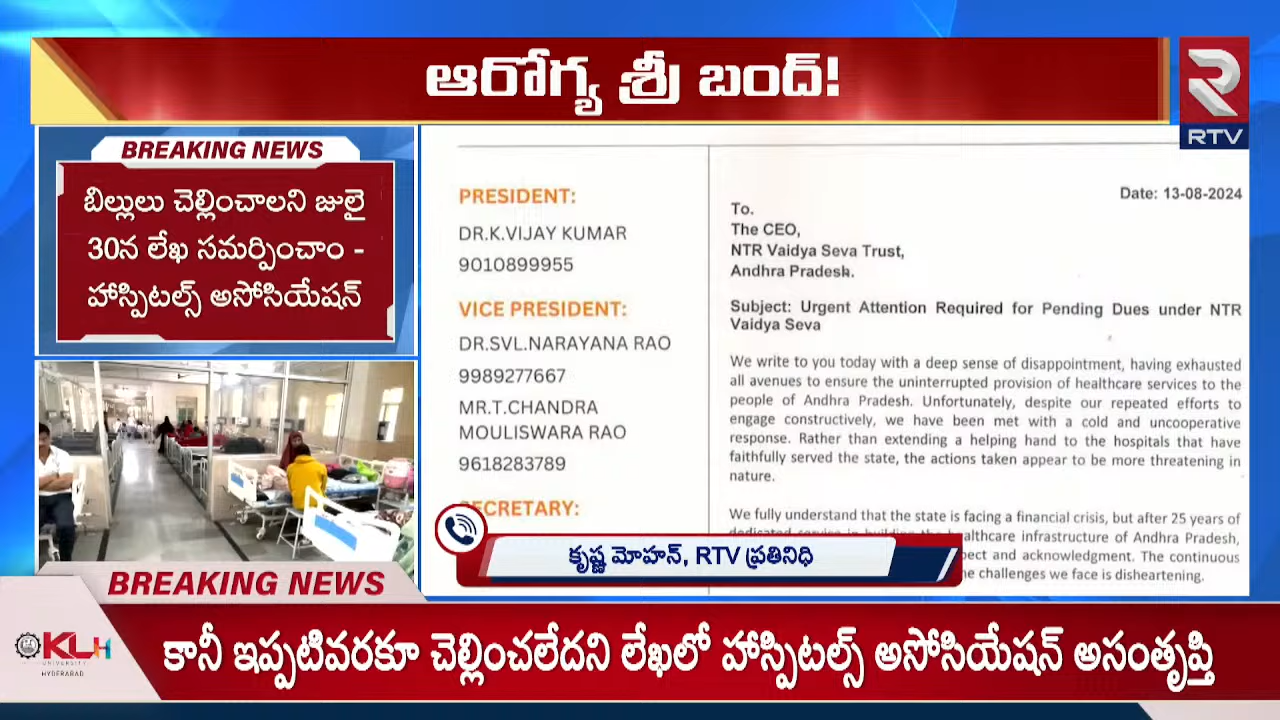 ఆరోగ్య శ్రీ బంద్!
RTV
BREAKING NEWS
బిల్లులు చెల్లించాలని జులై
30న లేఖ సమర్పించాం -
హాస్పిటల్స్ అసోసియేషన్
PRESIDENT:
DR.K.VIJAY KUMAR
9010899955
VICE PRESIDENT:
DR.SVL.NARAYANA RAO
9989277667
MR.T.CHANDRA
MOULISWARA RAO
9618283789
SECRETARY:
Date: 13-08-2024
To.
The CEO,
NTR Vaidya Seva Trust,
Andhra Pradesh.
Subject: Urgent Attention Required for Pending Dues under NTR
Vaidya Seva
We write to you today with a deep sense of disappointment, having exhausted
all avenues to ensure the uninterrupted provision of healthcare services to the
people of Andhra Pradesh. Unfortunately, despite our repeated efforts to
engage constructively, we have been met with a cold and uncooperative
response. Rather than extending a helping hand to the hospitals that have
faithfully served the state, the actions taken appear to be more threatening in
nature.
We fully understand that the state is facing a financial crisis, but after 25 years of
healthcare infrastructure of Andhra Pradesh,
and acknowledgment. The continuous
challenges we face is disheartening.
కృష్ణ మోహన్, RTV ప్రతినిధి
BREAKING NEWS
KLH
UNIVERSITY
HYDERABAD
కానీ ఇప్పటివరకూ చెల్లించలేదని లేఖలో హాస్పిటల్స్ అసోసియేషన్ అసంతృప్తి